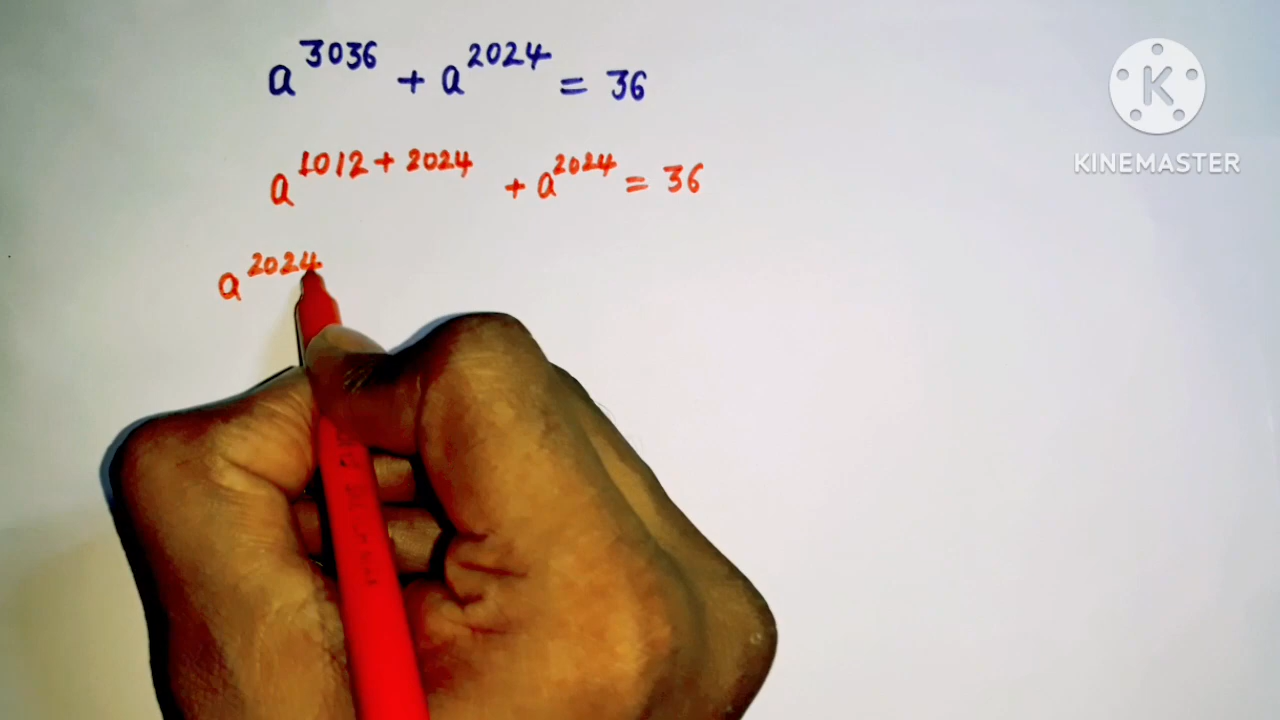 a^3036 + a^2024 = 36
K
KINEMASTER
a^1012 + 2024 + a^2024 = 36
a^2024